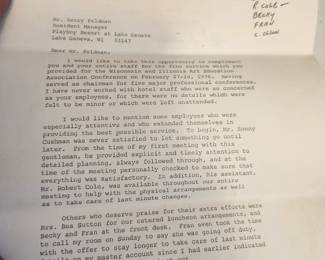 R. Cole -
Becky
Fran
Mr. Henry Feldman
Resident Manager
Playboy Resort at Lake Geneva
Lake Geneva, WI 53147
Dear Mr. Feldman:
I would like to take this opportunity to compliment
you and your entire staff for the fine service which you
provided for the Wisconsin and Illinois Art Education
Association Conference on February 1976. Having
served as chairman for five major professional conferences,
I have never worked with hotel staff who were so concerned
as your employees, for there were no details which were
felt to be minor or which were left unattended.
I would like to mention some employees who were
especially attentive and who extended themselves in
providing the best possible service. To begin, Mr. Sonny
Cushman was never satisfied to let something go until
later. From the time of my first meeting with this
gentleman, he provided explicit and timely attention to
detailed planning, always followed through, and at the
time of the meeting personally checked to make sure that
everything was satisfactory. In addition, his assistant,
Mr. Robert Cole, was available throughout our entire
meeting to help with the physical arrangements as well
as to take care of last minute changes.
Others who deserve praise for their extra efforts were
Mrs. Bea Sutton for our catered luncheon arrangements, and
Becky and Fran at the front desk. Fran even took the time
to call my room on Sunday to say she was going off duty,
with the offer to stay longer to take care of last minute
on my master account since I had earlier indicated